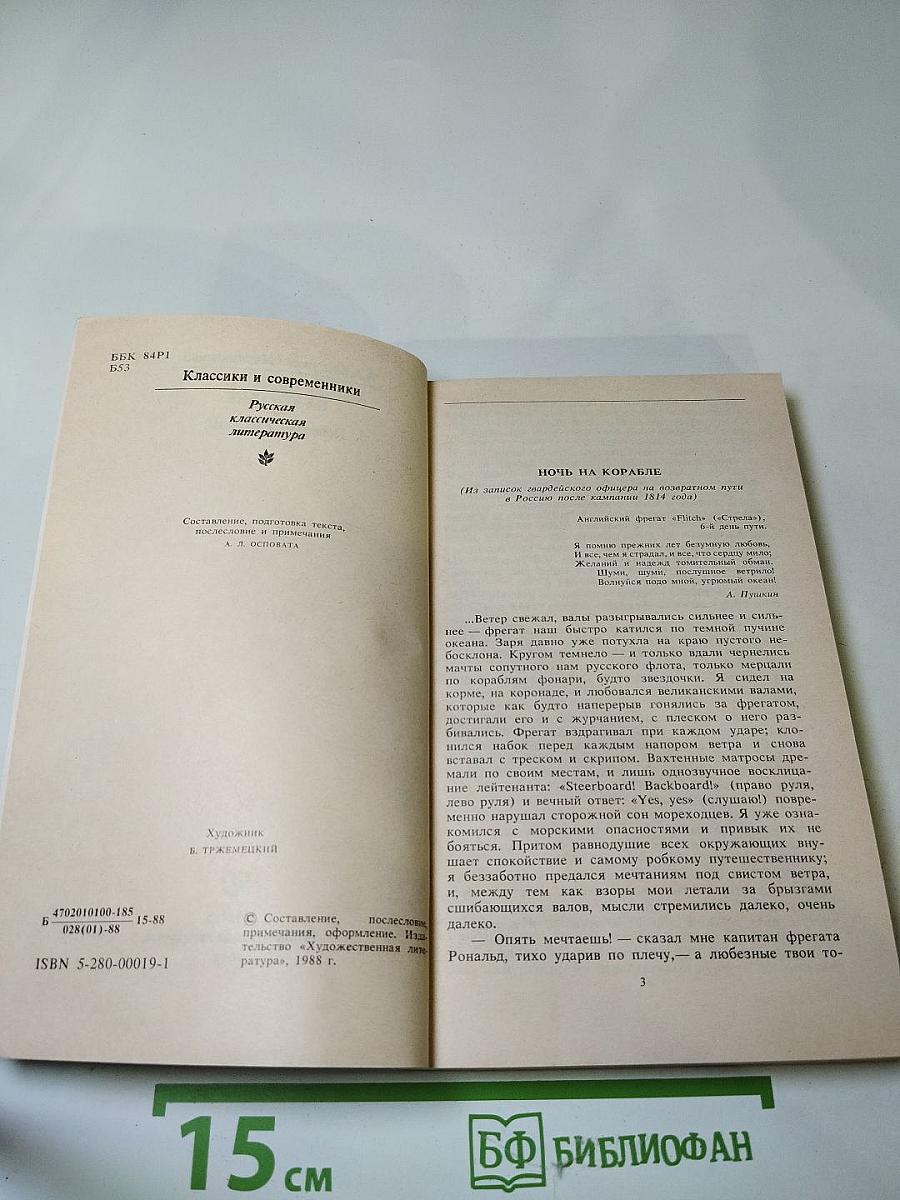 ББК 84Р1
Б53
Классики и современники
Русская
классическая
литература
Составление, подготовка текста,
послесловие и примечания
А. Л. ОСПОВАТА
Художник
Б. ТРЖЕМЕЦКИЙ
Б 4702010100-185 15-88
028(01)-88
ISBN 5-280-00019-1
© Составление, послесловие,
примечания, оформление. Изда-
тельство «Художественная лите-
ратура», 1988 г.
НОЧЬ НА КОРАБЛЕ
(Из записок гвардейского офицера на возвратном пути
в Россию после кампании 1814 года)
Английский фрегат «Flitch» («Стрела»),
6-й день пути.
Я помню прежних лет безумную любовь,
И все, чем я страдал, и все, что сердцу мило;
Желаний и надежд томительный обман.
Шуми, шуми, послушное ветрило!
Волнуйся подо мной, угрюмый океан!
А. Пушкин
...Ветер свежал, валы разыгрывались сильнее и силь-
нее — фрегат наш быстро катился по темной пучине
океана. Заря давно уже потухла на краю пустого не-
босклона. Кругом темнело — и только вдали чернелись
мачты сопутного нам русского флота, только мерцали
по кораблям фонари, будто звездочки. Я сидел на
корме, на коронаде, и любовался великанскими валами,
которые как будто наперерыв гонялись за фрегатом,
достигали его и с журчанием, с плеском о него раз-
бивались. Фрегат вздрагивал при каждом ударе; кло-
нился набок перед каждым напором ветра и снова
вставал с треском и скрипом. Вахтенные матросы дре-
мали по своим местам, и лишь однозвучное восклица-
ние лейтенанта: «Steerboard! Backboard!» (право руля,
лево руля) и вечный ответ: «Yes, yes» (слушаю!) повре-
менно нарушал сторожной сон мореходцев. Я уже озна-
комился с морскими опасностями и привык их не
бояться. Притом равнодушие всех окружающих вну-
шает спокойствие и самому робкому путешественнику;
я беззаботно предался мечтаниям под свистом ветра,
и, между тем как взоры мои летали за брызгами
сшибающихся валов, мысли стремились далеко, очень
далеко.
— Опять мечтаешь! — сказал мне капитан фрегата
Рональд, тихо ударив по плечу,— а любезные твои то-
3
15 см
БФ БИБЛИОФАН